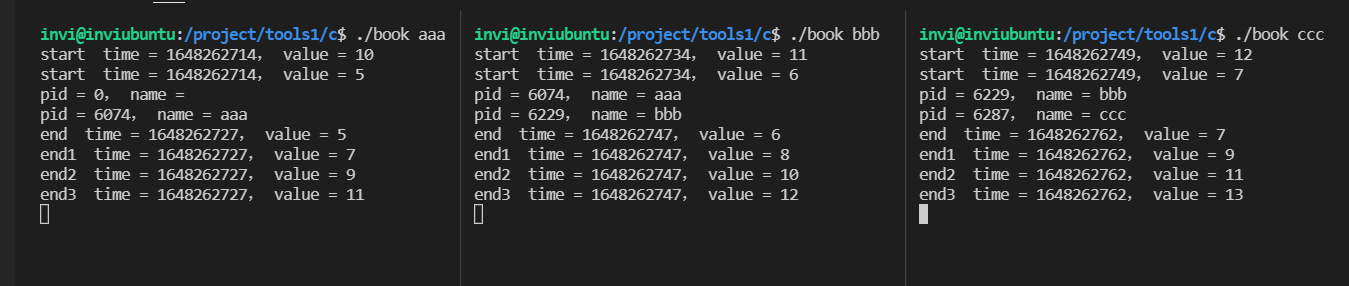 invi@inviubuntu:/project/tools1/c$ ./book aaa
start  time = 1648262714,  value = 10
start  time = 1648262714,  value = 5
pid = 0,  name =
pid = 6074,  name = aaa
end  time = 1648262727,  value = 5
end1  time = 1648262727,  value = 7
end2  time = 1648262727,  value = 9
end3  time = 1648262727,  value = 11
invi@inviubuntu:/project/tools1/c$ ./book bbb
start  time = 1648262734,  value = 11
start  time = 1648262734,  value = 6
pid = 6074,  name = aaa
pid = 6229,  name = bbb
end  time = 1648262747,  value = 6
end1  time = 1648262747,  value = 8
end2  time = 1648262747,  value = 10
end3  time = 1648262747,  value = 12
invi@inviubuntu:/project/tools1/c$ ./book ccc
start  time = 1648262749,  value = 12
start  time = 1648262749,  value = 7
pid = 6229,  name = bbb
pid = 6287,  name = ccc
end  time = 1648262762,  value = 7
end1  time = 1648262762,  value = 9
end2  time = 1648262762,  value = 11
end3  time = 1648262762,  value = 13